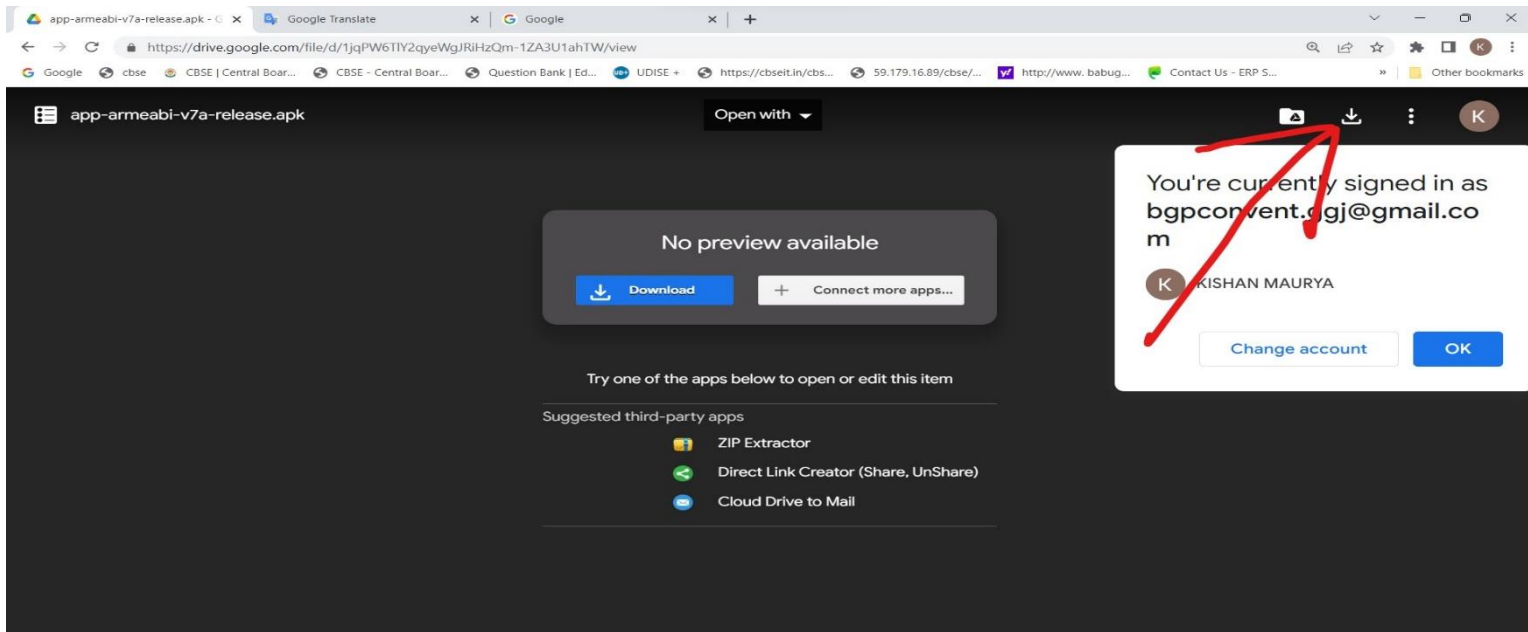 app-armeabi-v7a-release.apk - G
Google Translate
Google
https://drive.google.com/file/d/1jqPW6TlY2qyeWgJRiHzQm-1ZA3U1ahTW/view
K
Google
cbse
CBSE | Central Boar...
CBSE - Central Boar...
Question Bank | Ed...
UDISE +
https://cbseit.in/cbs...
59.179.16.89/cbse/...
http://www. babug...
Contact Us - ERP S...
»
Other bookmarks
app-armeabi-v7a-release.apk
Open with
K
You're currently signed in as
bgpconvent.ggj@gmail.co
m
K
KISHAN MAURYA
Change account
OK
No preview available
Download
Connect more apps...
Try one of the apps below to open or edit this item
Suggested third-party apps
ZIP Extractor
Direct Link Creator (Share, UnShare)
Cloud Drive to Mail